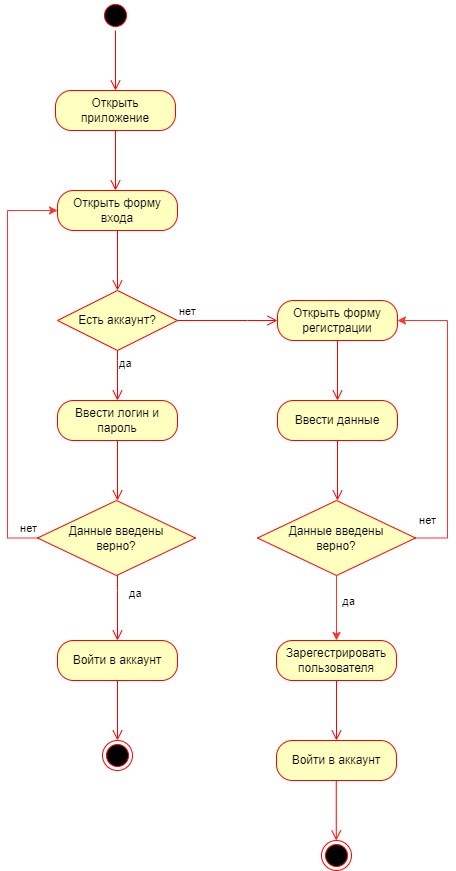 Открыть
приложение
Открыть форму
входа
Есть аккаунт?
нет
Открыть форму
регистрации
да
Ввести логин и
пароль
Ввести данные
нет
Данные введены
верно?
Данные введены
верно?
нет
да
да
Войти в аккаунт
Зарегестрировать
пользователя
Войти в аккаунт